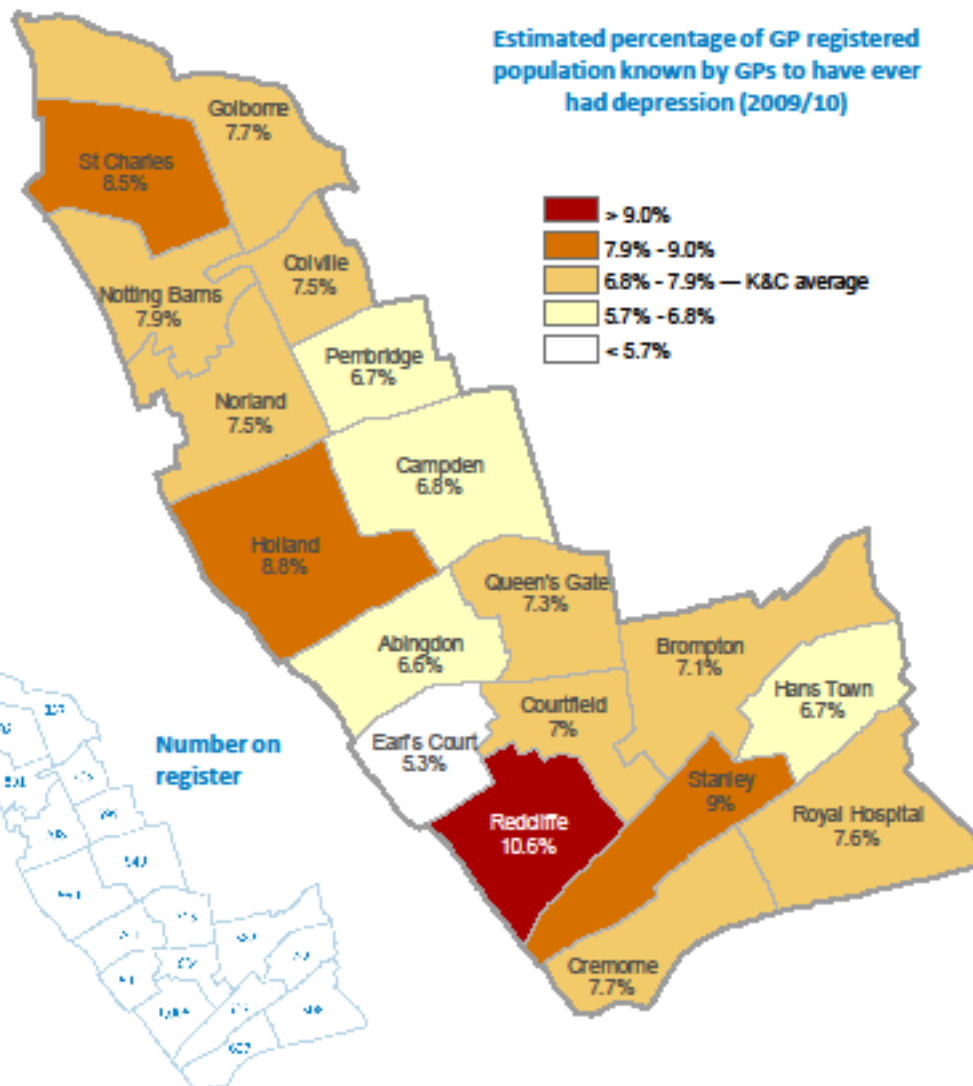 Estimated percentage of GP registered
population known by GPs to have ever
had depression (2009/10)
> 9.0%
7.9% - 9.0%
6.8% - 7.9% — K&C average
5.7% - 6.8%
< 5.7%
Golborne
7.7%
St Charles
8.5%
Colville
7.5%
Notting Barns
7.9%
Pembridge
6.7%
Norland
7.5%
Campden
6.8%
Holland
8.8%
Queen's Gate
7.3%
Abingdon
6.6%
Brompton
7.1%
Hans Town
6.7%
Courtfield
7%
Earl's Court
5.3%
Stanley
9%
Redcliffe
10.6%
Royal Hospital
7.6%
Cremorne
7.7%
Number on
register